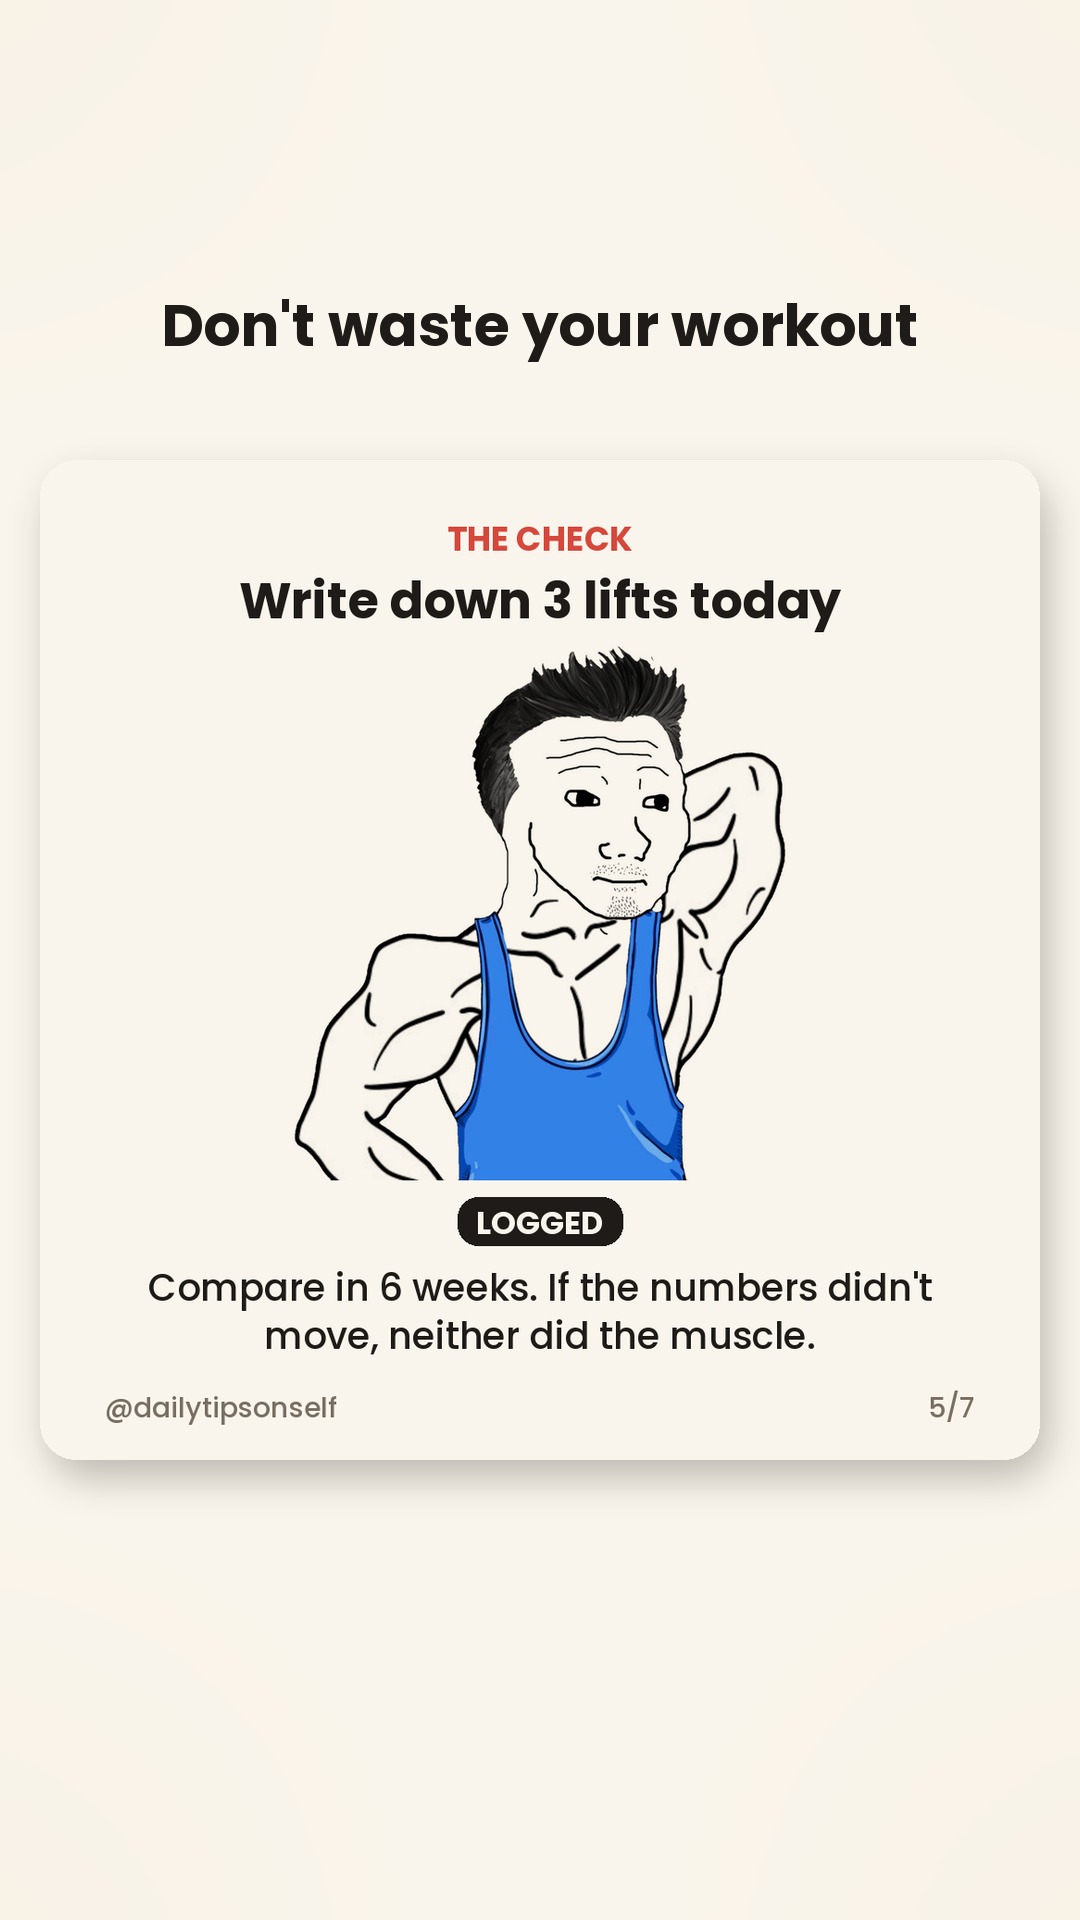 Don't waste your workout
THE CHECK
Write down 3 lifts today
LOGGED
Compare in 6 weeks. If the numbers didn't
move, neither did the muscle.
@dailytipsonself
5/7